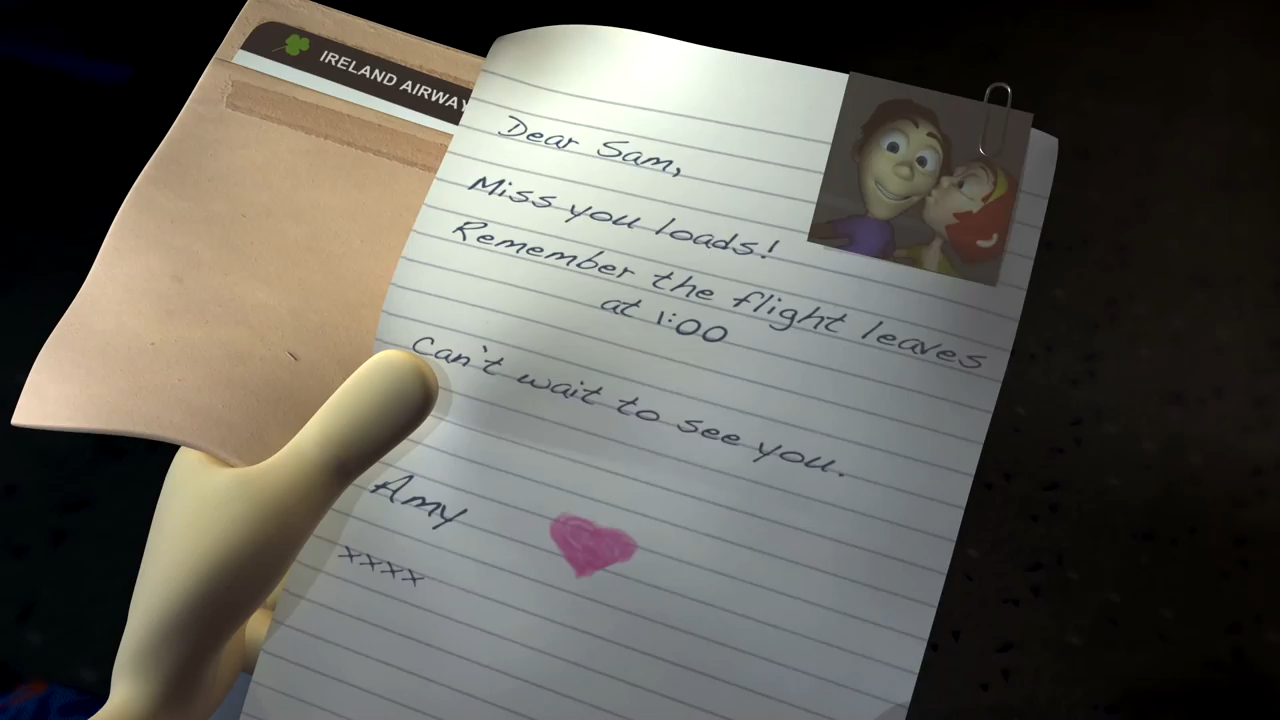 IRELAND AIRWAY
Dear Sam,
Miss you loads!
Remember the flight leaves
at 1:00
Can't wait to see you.
Amy
xxxx